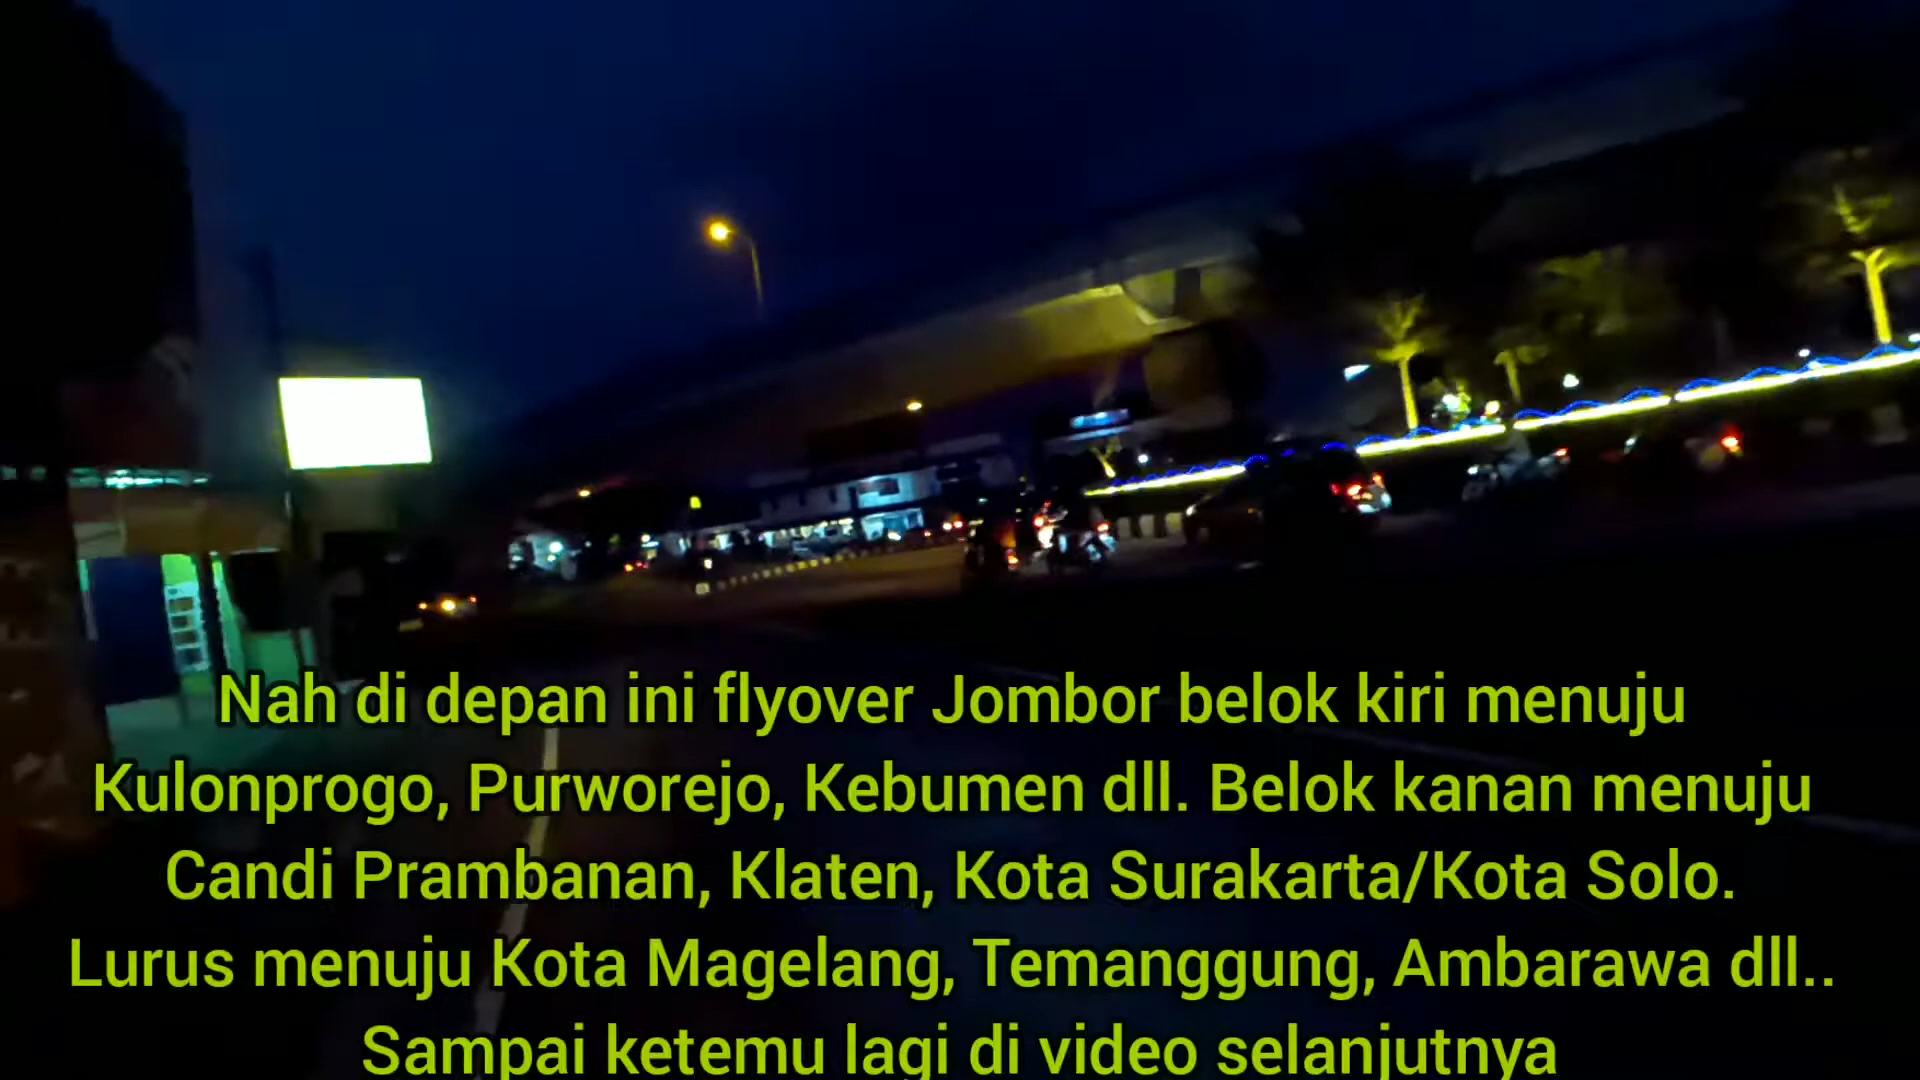 Nah di depan ini flyover Jombor belok kiri menuju
Kulonprogo, Purworejo, Kebumen dll. Belok kanan menuju
Candi Prambanan, Klaten, Kota Surakarta/Kota Solo.
Lurus menuju Kota Magelang, Temanggung, Ambarawa dll..
Sampai ketemu lagi di video selanjutnya